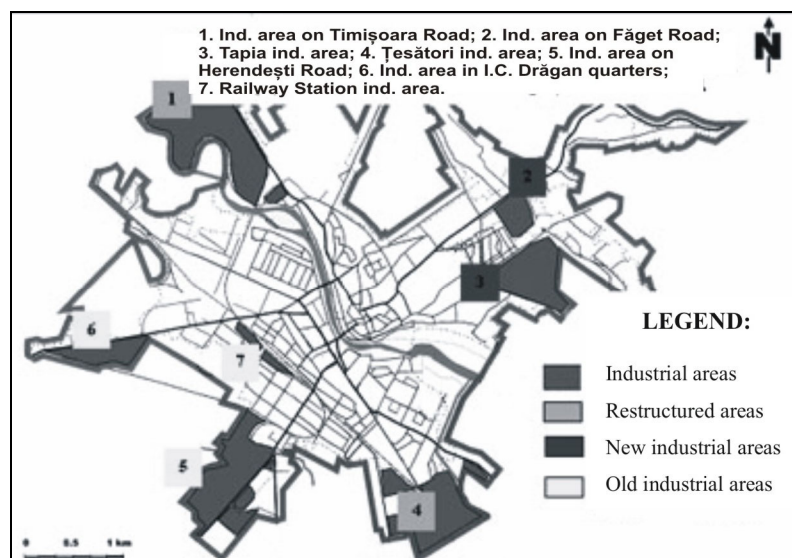 1. Ind. area on Timișoara Road; 2. Ind. area on Făget Road;
3. Tapia ind. area; 4. Țesători ind. area; 5. Ind. area on
Herendești Road; 6. Ind. area in I.C. Drăgan quarters;
7. Railway Station ind. area.
N
1
2
3
6
7
5
4
LEGEND:
Industrial areas
Restructured areas
New industrial areas
Old industrial areas
0 0.5 1 km